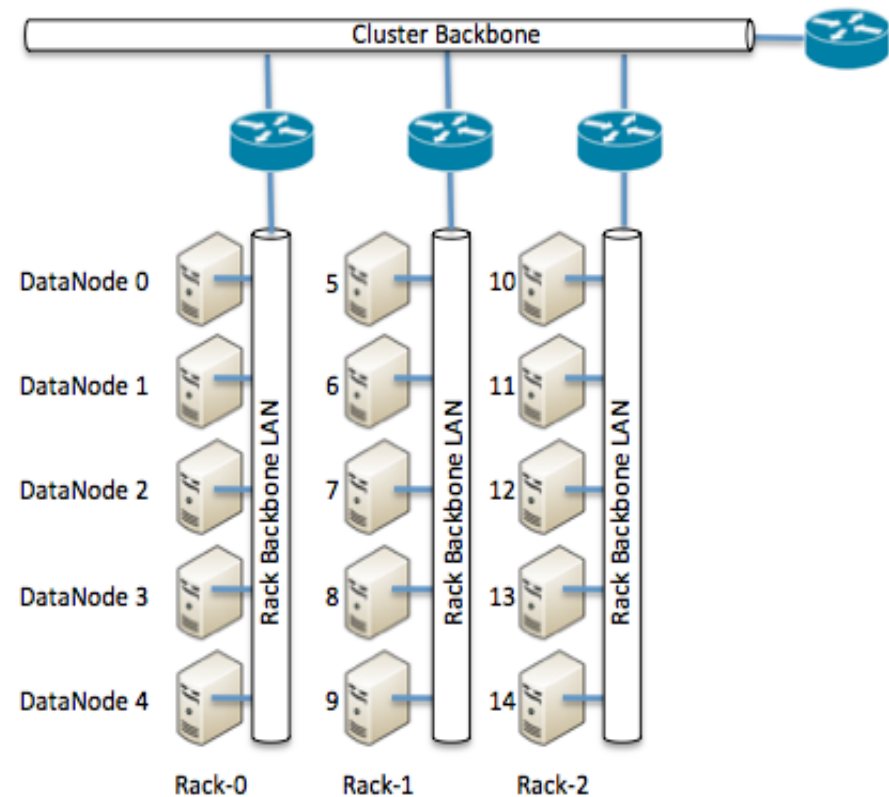 Cluster Backbone
DataNode 0
5
10
DataNode 1
6
11
DataNode 2
7
12
DataNode 3
8
13
DataNode 4
9
14
Rack Backbone LAN
Rack Backbone LAN
Rack Backbone LAN
Rack-0
Rack-1
Rack-2